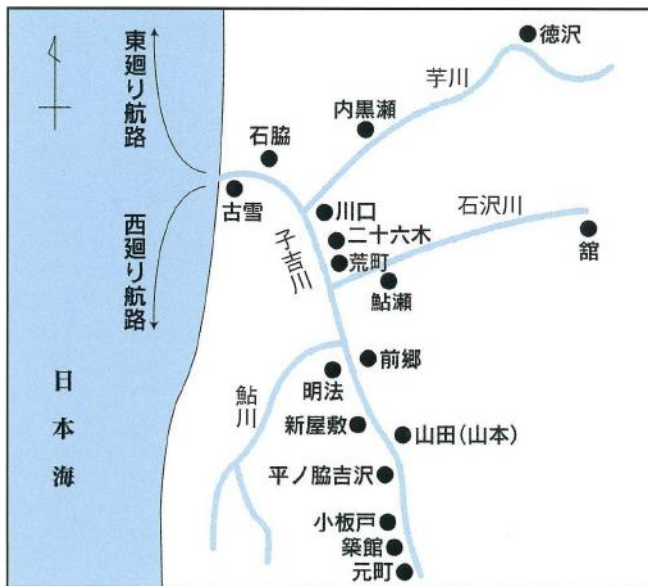 東廻り航路
西廻り航路
日本海
徳沢
芋川
内黒瀬
石脇
古雪
川口
石沢川
二十六木
子吉川
荒町
舘
鮎瀬
前郷
明法
鮎川
新屋敷
山田(山本)
平ノ脇吉沢
小板戸
築館
元町